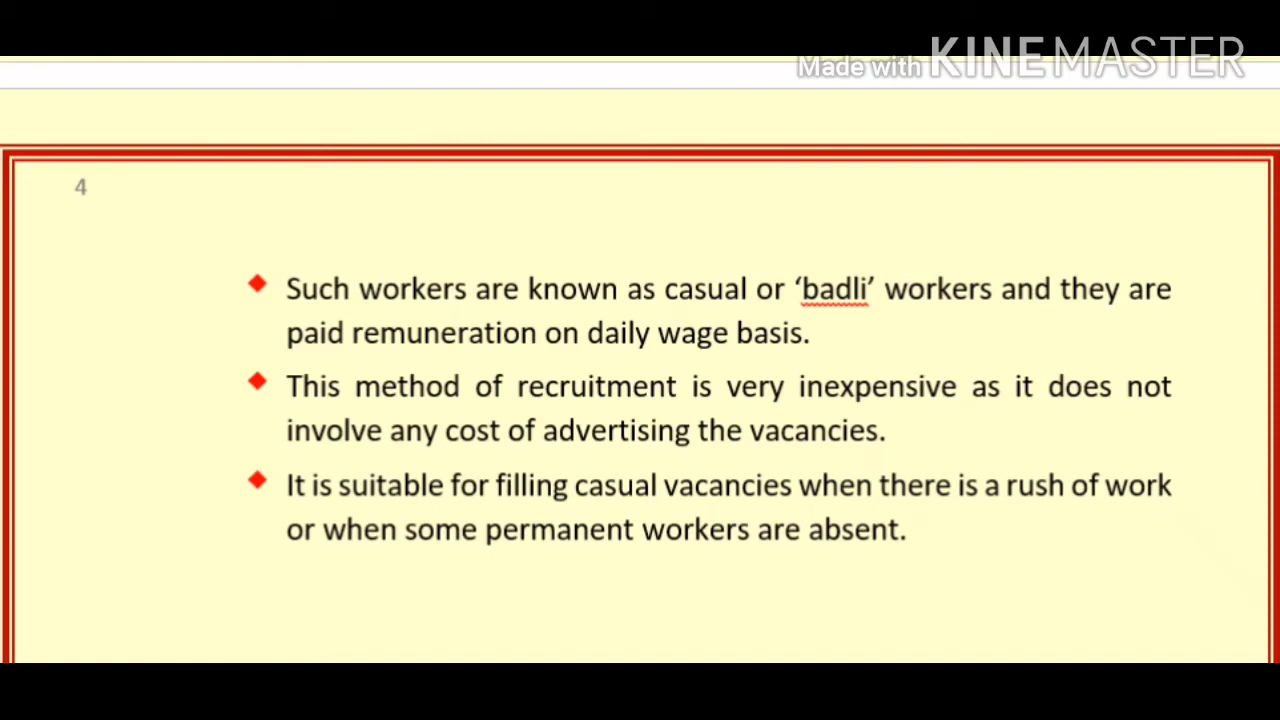 Made with KINEMASTER
4
Such workers are known as casual or ‘badli’ workers and they are
paid remuneration on daily wage basis.
This method of recruitment is very inexpensive as it does not
involve any cost of advertising the vacancies.
It is suitable for filling casual vacancies when there is a rush of work
or when some permanent workers are absent.